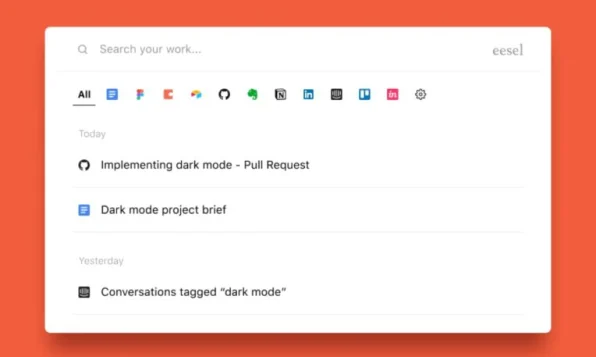 Search your work...
eesel
All
Today
Implementing dark mode - Pull Request
Dark mode project brief
Yesterday
Conversations tagged “dark mode”